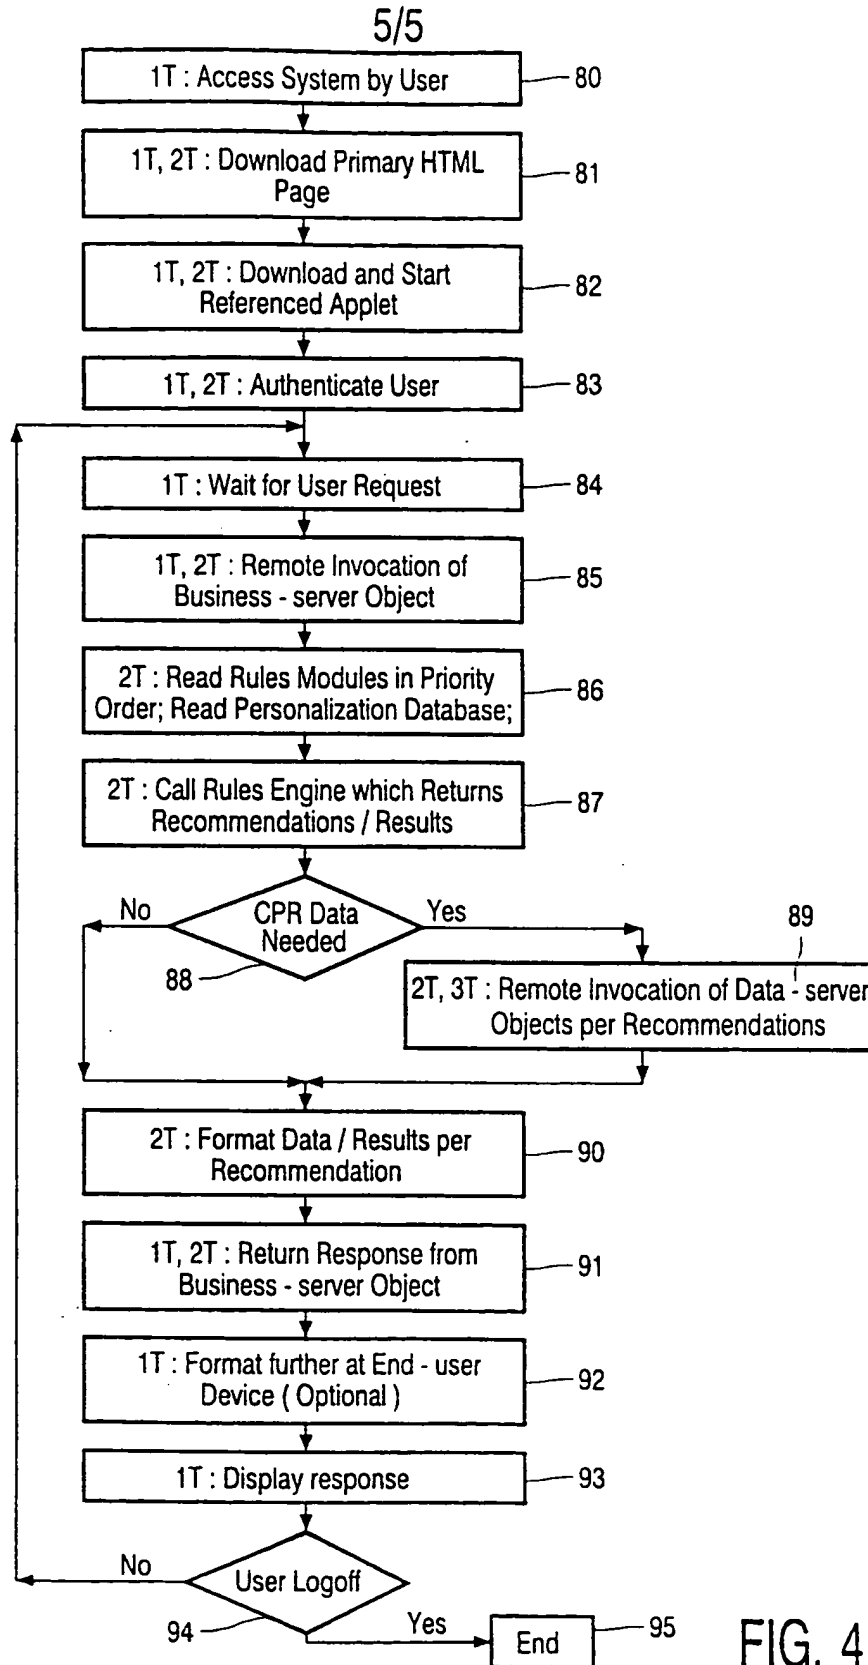 5/5
1T : Access System by User
80
1T, 2T : Download Primary HTML
Page
81
1T, 2T : Download and Start
Referenced Applet
82
1T, 2T : Authenticate User
83
1T : Wait for User Request
84
1T, 2T : Remote Invocation of
Business - server Object
85
2T : Read Rules Modules in Priority
Order; Read Personalization Database;
86
2T : Call Rules Engine which Returns
Recommendations / Results
87
No
CPR Data
Needed
Yes
88
89
2T, 3T : Remote Invocation of Data - server
Objects per Recommendations
2T : Format Data / Results per
Recommendation
90
1T, 2T : Return Response from
Business - server Object
91
1T : Format further at End - user
Device ( Optional )
92
1T : Display response
93
No
User Logoff
94
Yes
End
95
FIG. 4